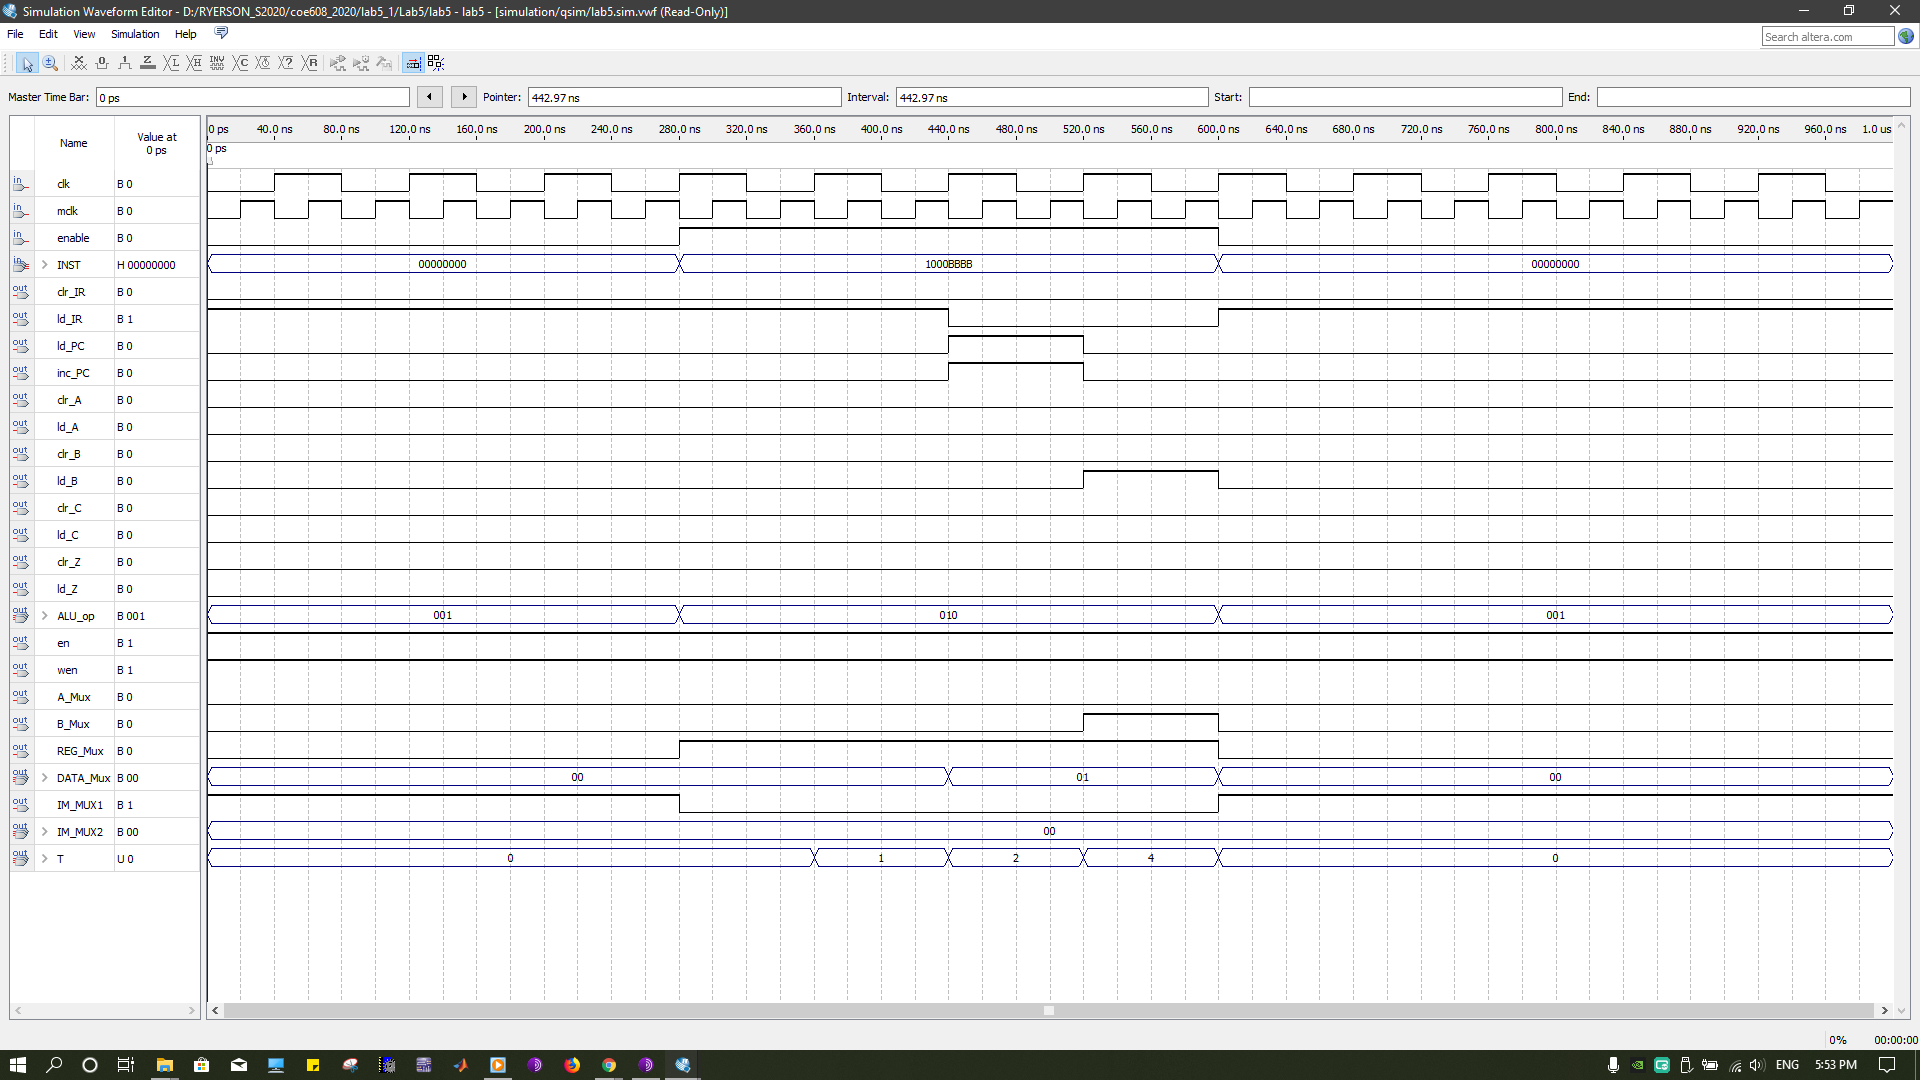 Simulation Waveform Editor - D:/RYERSON_S2020/coe608_2020/lab5_1/Lab5/lab5 - lab5 - [simulation/qsim/lab5.sim.vwf (Read-Only)]
File Edit View Simulation Help
Search altera.com
Master Time Bar: 0 ps Pointer: 442.97 ns Interval: 442.97 ns Start: End:
Name Value at 0 ps
0 ps 40.0 ns 80.0 ns 120.0 ns 160.0 ns 200.0 ns 240.0 ns 280.0 ns 320.0 ns 360.0 ns 400.0 ns 440.0 ns 480.0 ns 520.0 ns 560.0 ns 600.0 ns 640.0 ns 680.0 ns 720.0 ns 760.0 ns 800.0 ns 840.0 ns 880.0 ns 920.0 ns 960.0 ns 1.0 us
0 ps
in clk B 0
in mclk B 0
in enable B 0
in INST H 00000000 00000000 1000BBBB 00000000
out clr_IR B 0
out ld_IR B 1
out ld_PC B 0
out inc_PC B 0
out clr_A B 0
out ld_A B 0
out clr_B B 0
out ld_B B 0
out clr_C B 0
out ld_C B 0
out clr_Z B 0
out ld_Z B 0
out ALU_op B 001 001 010 001
out en B 1
out wen B 1
out A_Mux B 0
out B_Mux B 0
out REG_Mux B 0
out DATA_Mux B 00 00 01 00
out IM_MUX1 B 1
out IM_MUX2 B 00 00
out T U 0 0 1 2 4 0
0% 00:00:00
ENG 5:53 PM